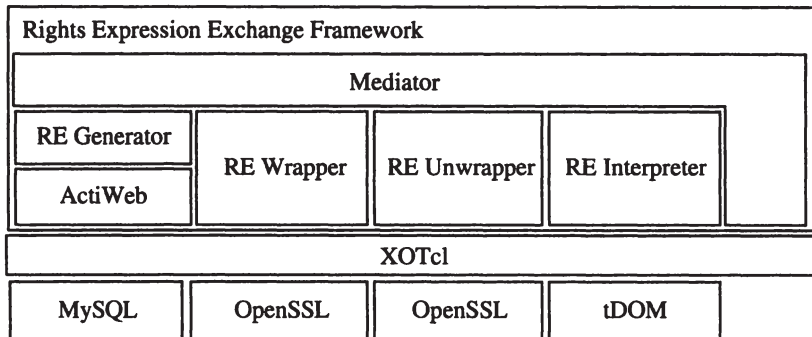 Rights Expression Exchange Framework
Mediator
RE Generator
ActiWeb
RE Wrapper
RE Unwrapper
RE Interpreter
XOTcl
MySQL
OpenSSL
OpenSSL
tDOM